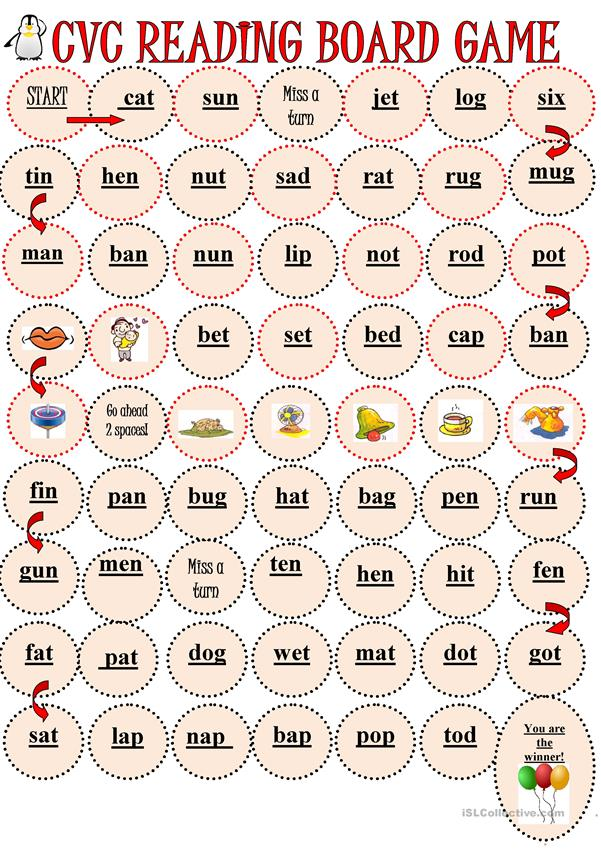 CVC READING BOARD GAME
START cat sun Miss a turn jet log six
tin hen nut sad rat rug mug
man ban nun lip not rod pot
bet set bed cap ban
Go ahead 2 spaces!
fin pan bug hat bag pen run
gun men Miss a turn ten hen hit fen
fat pat dog wet mat dot got
sat lap nap bap pop tod You are the winner!
iSLCollective.com